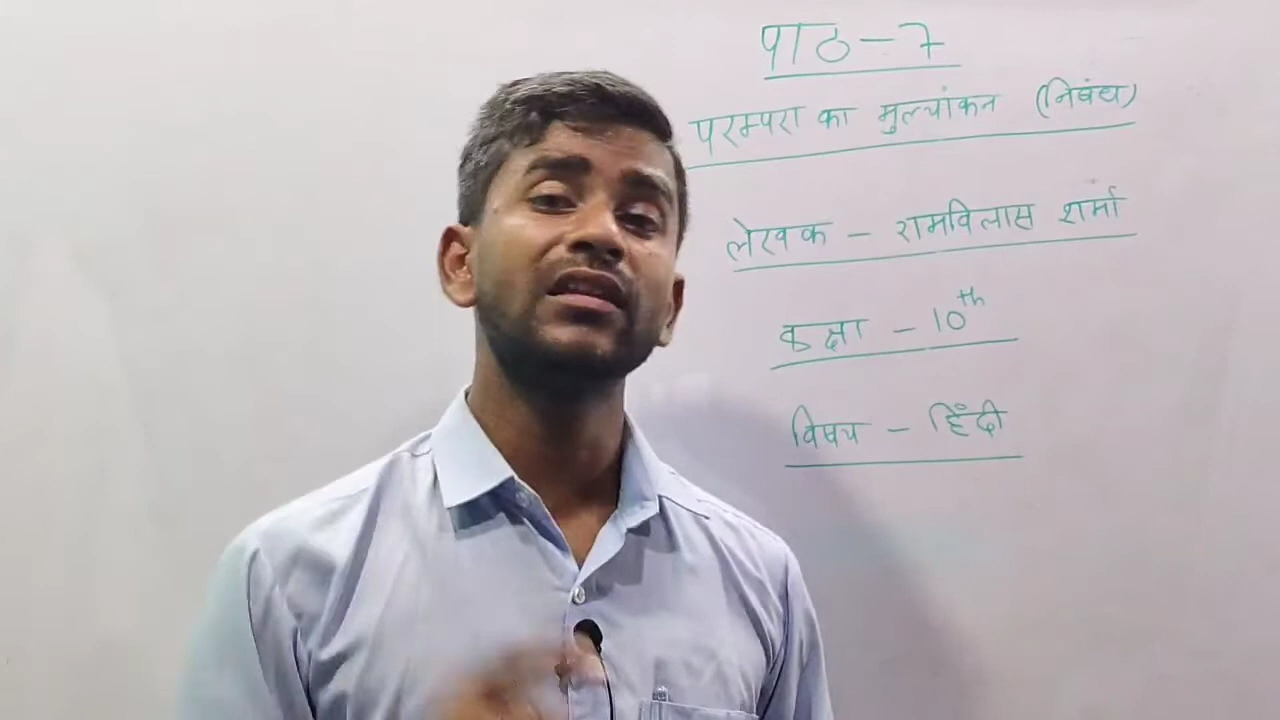 पाठ - 7
परम्परा का मुल्यांकन (निबंध)
लेखक - रामविलास शर्मा
कक्षा - 10th
विषय - हिंदी